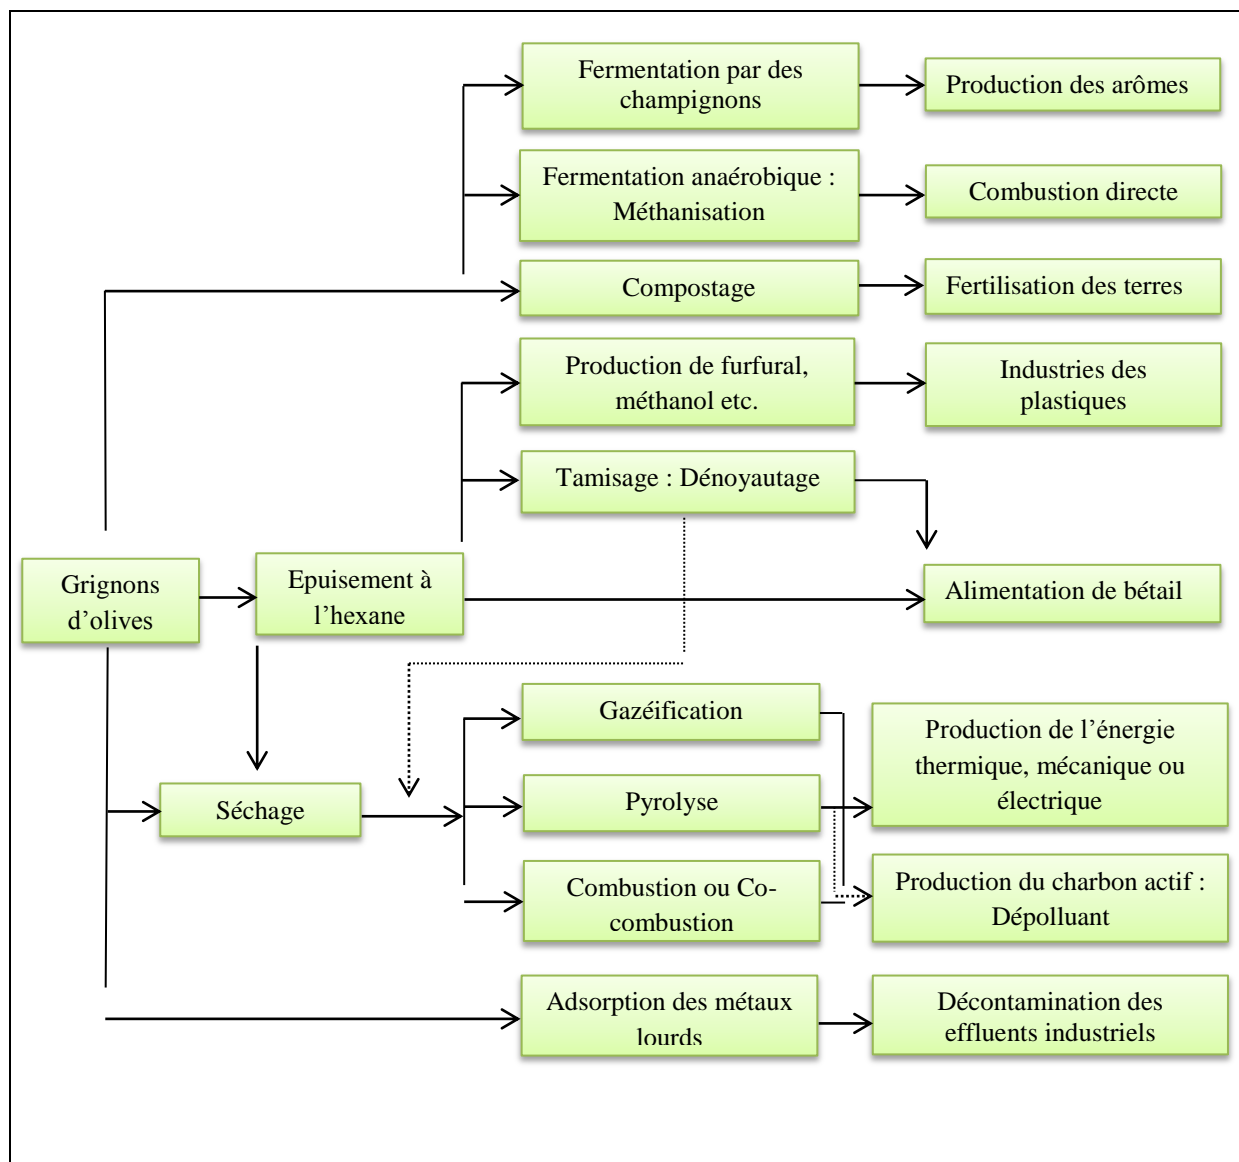 Fermentation par des
champignons
Production des arômes
Fermentation anaérobique :
Méthanisation
Combustion directe
Compostage
Fertilisation des terres
Production de furfural,
méthanol etc.
Industries des
plastiques
Tamisage : Dénoyautage
Grignons
d’olives
Epuisement à
l’hexane
Alimentation de bétail
Gazéification
Production de l’énergie
thermique, mécanique ou
électrique
Séchage
Pyrolyse
Combustion ou Co-
combustion
Production du charbon actif :
Dépolluant
Adsorption des métaux
lourds
Décontamination des
effluents industriels